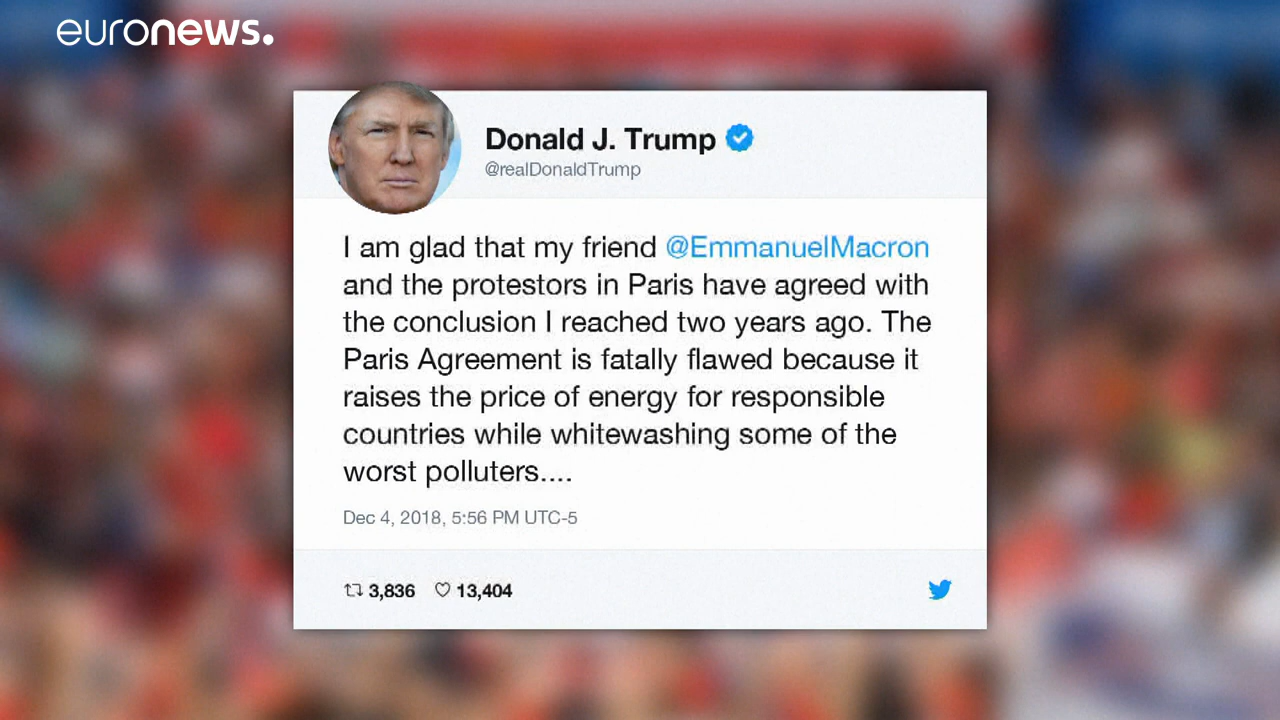 euronews.
Donald J. Trump
@realDonaldTrump
I am glad that my friend @EmmanuelMacron
and the protestors in Paris have agreed with
the conclusion I reached two years ago. The
Paris Agreement is fatally flawed because it
raises the price of energy for responsible
countries while whitewashing some of the
worst polluters....
Dec 4, 2018, 5:56 PM UTC-5
3,836 13,404